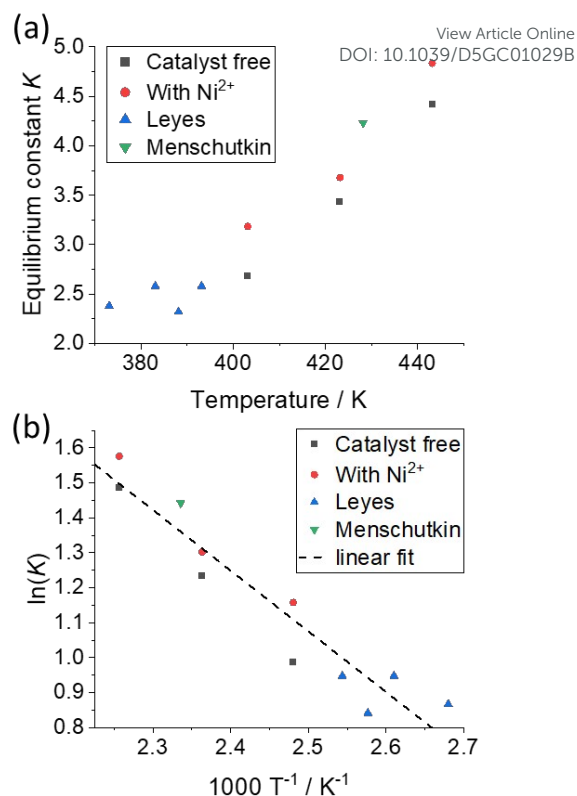 (a)
View Article Online
DOI: 10.1039/D5GC01029B
5.0
4.5
4.0
3.5
3.0
2.5
2.0
Equilibrium constant K
Catalyst free
With Ni²⁺
Leyes
Menschutkin
380 400 420 440
Temperature / K
(b)
1.6
1.5
1.4
1.3
1.2
1.1
1.0
0.9
0.8
ln(K)
Catalyst free
With Ni²⁺
Leyes
Menschutkin
linear fit
2.3 2.4 2.5 2.6 2.7
1000 T⁻¹ / K⁻¹